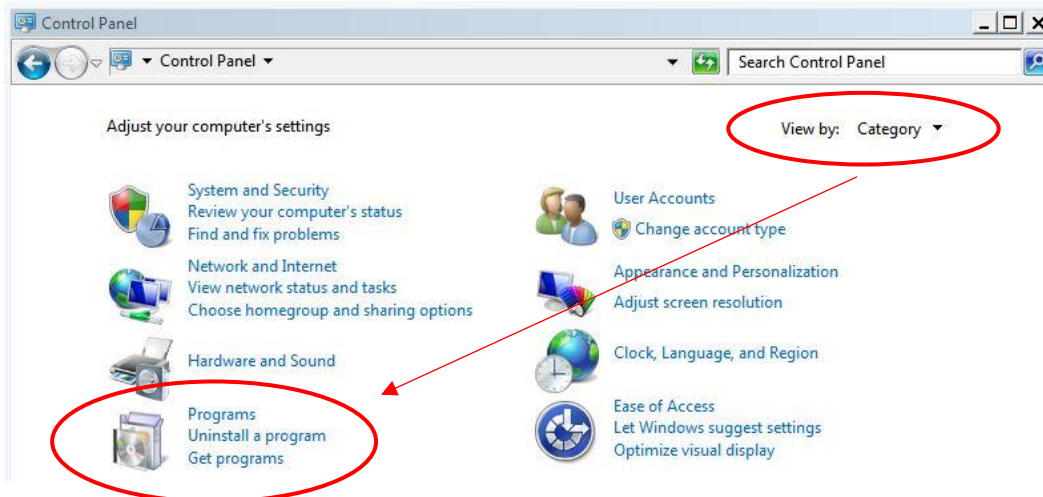 Control Panel
Control Panel
Search Control Panel
Adjust your computer's settings
View by: Category
System and Security
Review your computer's status
Find and fix problems
Network and Internet
View network status and tasks
Choose homegroup and sharing options
Hardware and Sound
Programs
Uninstall a program
Get programs
User Accounts
Change account type
Appearance and Personalization
Adjust screen resolution
Clock, Language, and Region
Ease of Access
Let Windows suggest settings
Optimize visual display